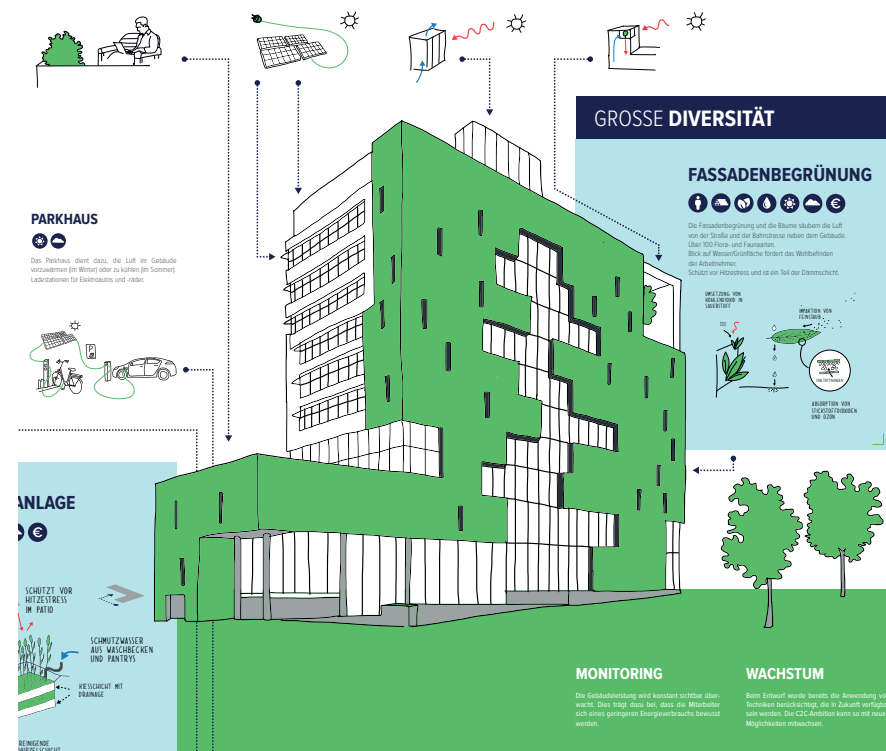 GROSSE DIVERSITÄT
FASSADENBEGRÜNUNG
Die Fassadenbegrünung und die Bäume säubern die Luft
von der Straße und der Bahnstrasse neben dem Gebäude.
Über 100 Flora- und Faunaarten.
Blick auf Wasser/Grünfläche fördert das Wohlbefinden
der Arbeitnehmer.
Schützt vor Hitzestress und ist ein Teil der Dämmschicht.
UMSETZUNG VON
KOHLENDIOXID IN
SAUERSTOFF
IMPAKTION VON
FEINSTAUB
ABSORPTION VON
STICKSTOFFDIOXIDEN
UND OZON
PARKHAUS
Das Parkhaus dient dazu, die Luft im Gebäude
vorzuwärmen (im Winter) oder zu kühlen (im Sommer).
Ladestationen für Elektroautos und -räder.
P
ANLAGE
SCHÜTZT VOR
HITZESTRESS
IM PATIO
SCHMUTZWASSER
AUS WASCHBECKEN
UND PANTRYS
KIESSCHICHT MIT
DRAINAGE
REINIGENDE
WURZELSCHICHT
MONITORING
Die Gebäudeleistung wird konstant sichtbar über-
wacht. Dies trägt dazu bei, dass die Mitarbeiter
sich eines geringeren Energieverbrauchs bewusst
werden.
WACHSTUM
Beim Entwurf wurde bereits die Anwendung vo
Techniken berücksichtigt, die in Zukunft verfügba
sein werden. Die C2C-Ambition kann so mit neue
Möglichkeiten mitwachsen.